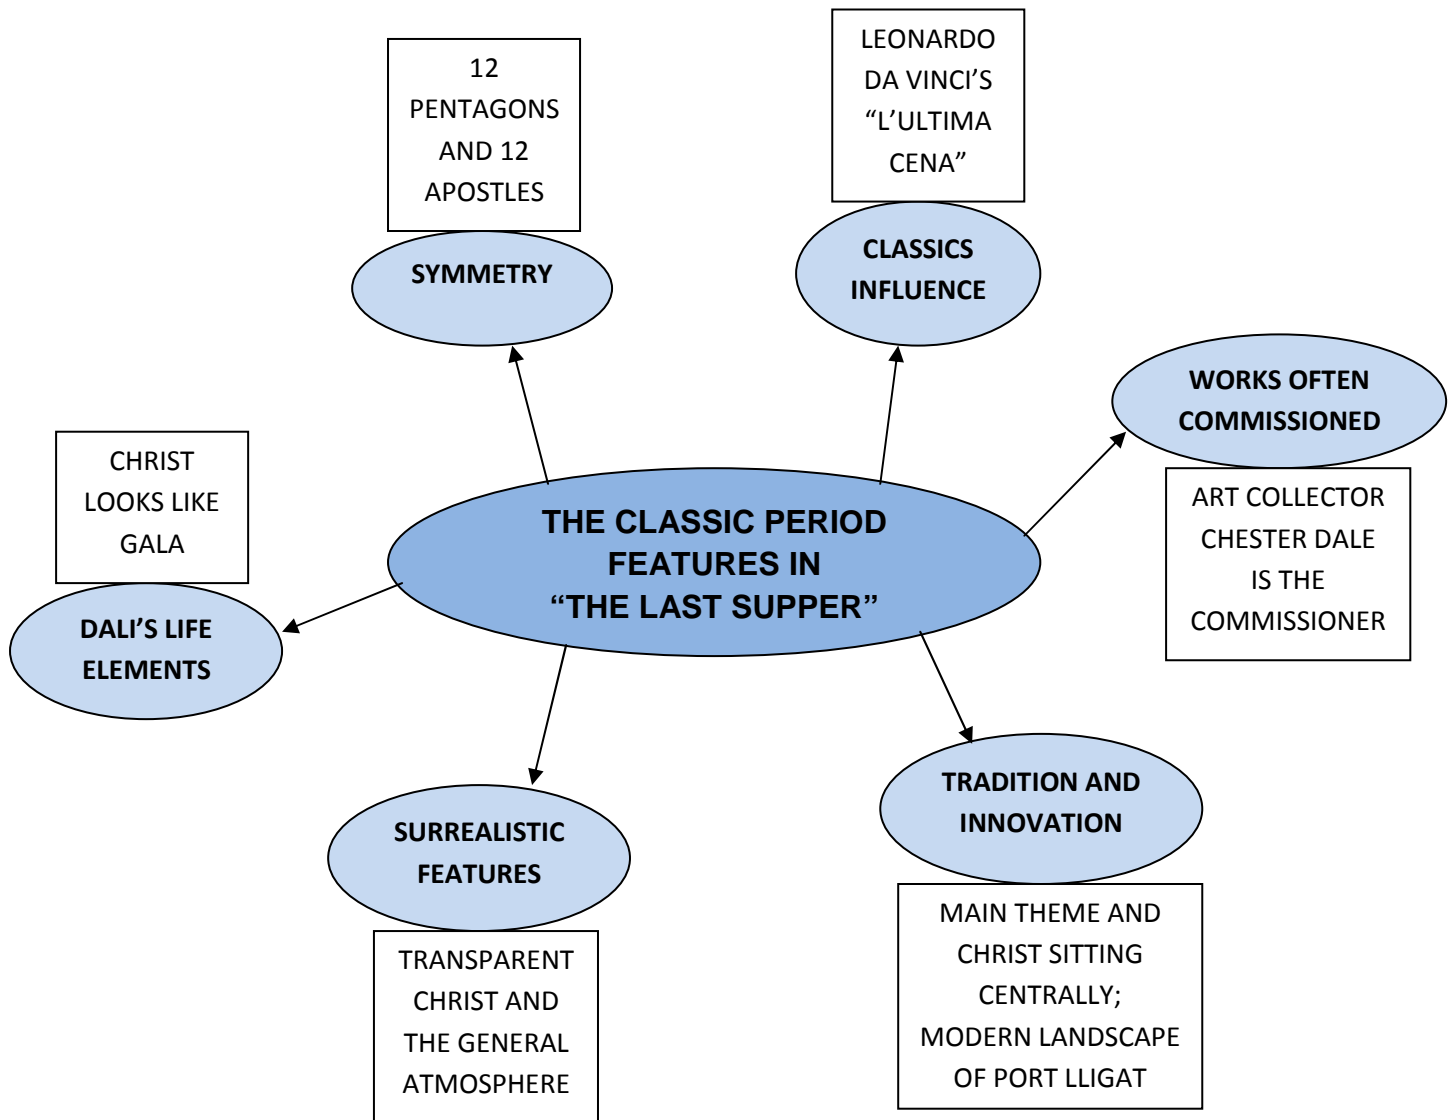 12
PENTAGONS
AND 12
APOSTLES
SYMMETRY
LEONARDO
DA VINCI’S
“L’ULTIMA
CENA”
CLASSICS
INFLUENCE
WORKS OFTEN
COMMISSIONED
ART COLLECTOR
CHESTER DALE
IS THE
COMMISSIONER
CHRIST
LOOKS LIKE
GALA
DALI’S LIFE
ELEMENTS
THE CLASSIC PERIOD
FEATURES IN
“THE LAST SUPPER”
SURREALISTIC
FEATURES
TRANSPARENT
CHRIST AND
THE GENERAL
ATMOSPHERE
TRADITION AND
INNOVATION
MAIN THEME AND
CHRIST SITTING
CENTRALLY;
MODERN LANDSCAPE
OF PORT LLIGAT